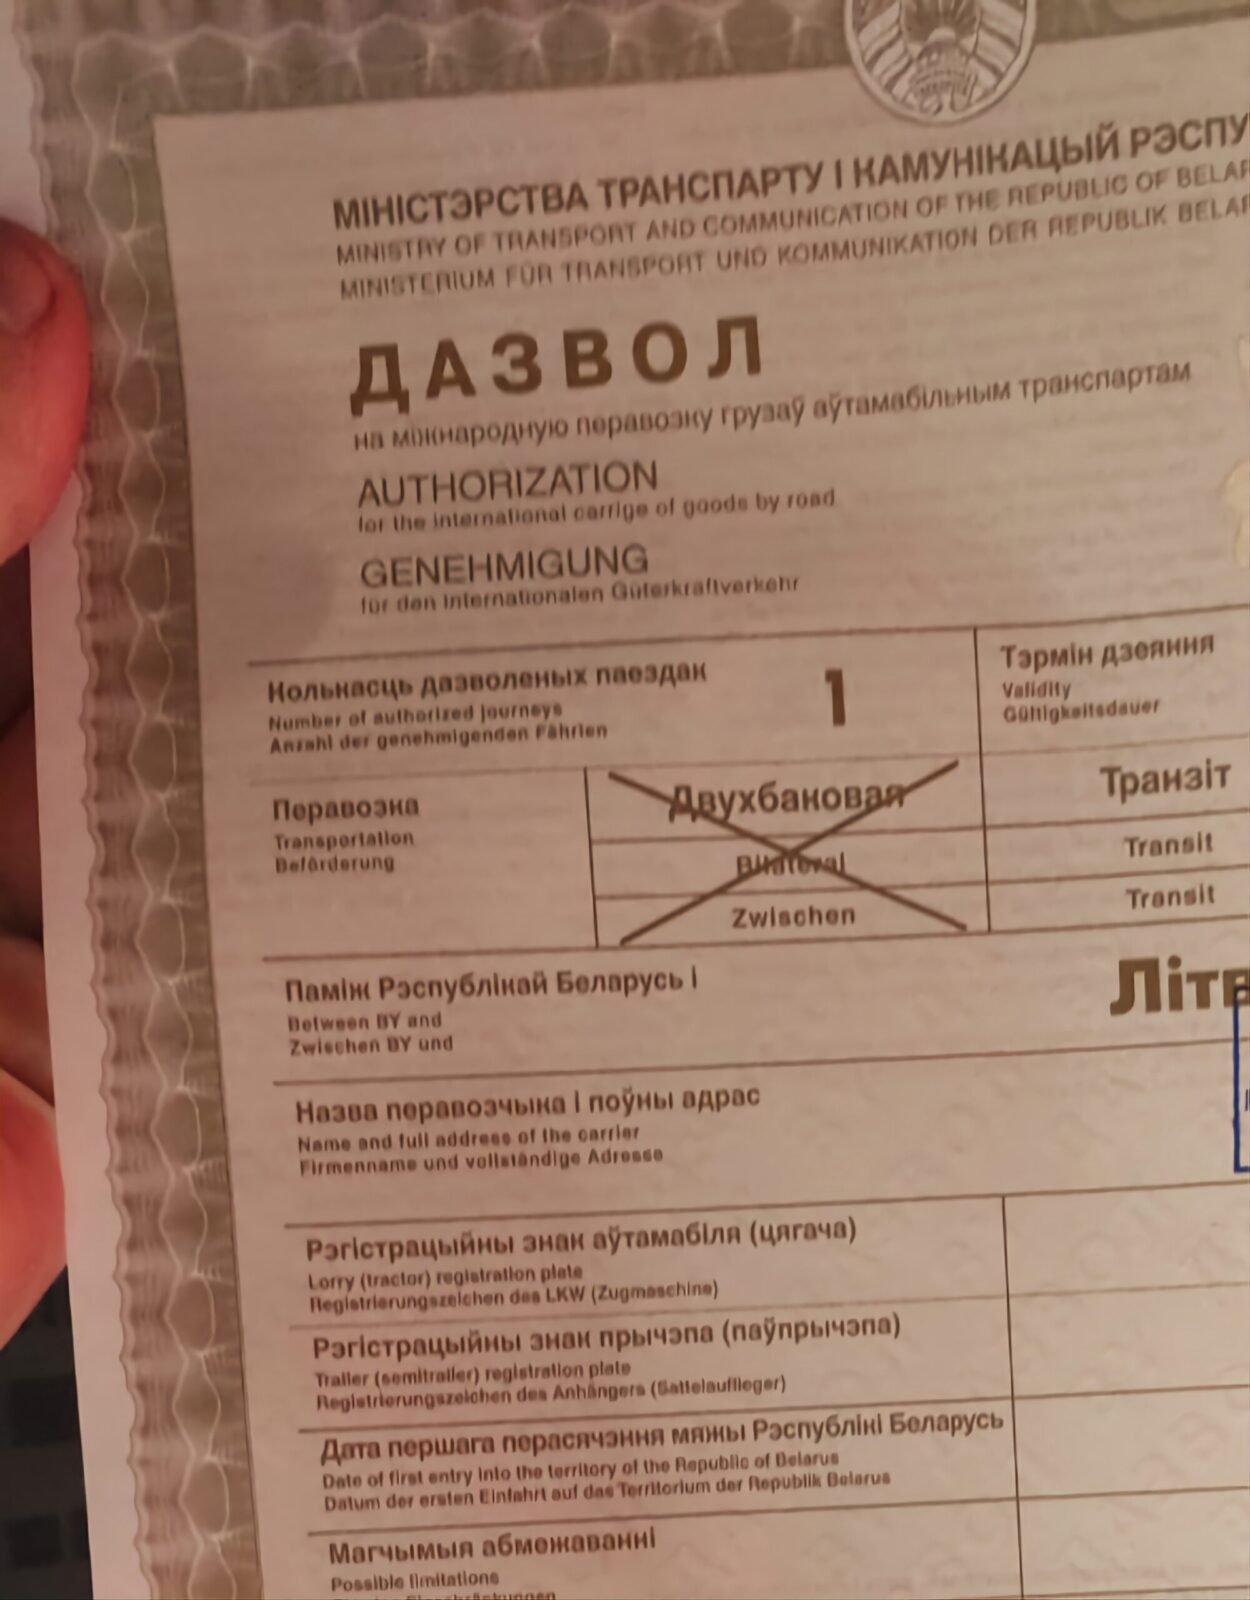 МІНІСТЭРСТВА ТРАНСПАРТУ І КАМУНІКАЦЫЙ РЭСПУ
MINISTRY OF TRANSPORT AND COMMUNICATION OF THE REPUBLIC OF BELAR
MINISTERIUM FÜR TRANSPORT UND KOMMUNIKATION DER REPUBLIK BELAR
ДАЗВОЛ
на міжнародную перавозку грузаў аўтамабільным транспартам
AUTHORIZATION
for the international carrige of goods by road
GENEHMIGUNG
für den internationalen Güterkraftverkehr
Колькасць дазволеных паездак
Number of authorized journeys
Anzahl der genehmigenden Fährten
1
Тэрмін дзеяння
Validity
Gültigkeitsdauer
Перавозка
Transportation
Beförderung
Двухбаковая
Bilateral
Zwischen
Транзіт
Transit
Transit
Паміж Рэспублікай Беларусь і
Between BY and
Zwischen BY und
Літв
Назва перавозчыка і поўны адрас
Name and full address of the carrier
Firmenname und vollständige Adresse
Рэгістрацыйны знак аўтамабіля (цягача)
Lorry (tractor) registration plate
Registrierungszeichen des LKW (Zugmaschine)
Рэгістрацыйны знак прычэпа (паўпрычэпа)
Trailer (semitrailer) registration plate
Registrierungszeichen des Anhängers (Sattelauflieger)
Дата першага перасячэння мяжы Рэспублікі Беларусь
Date of first entry into the territory of the Republic of Belarus
Datum der ersten Einfahrt auf das Territorium der Republik Belarus
Магчымыя абмежаванні
Possible limitations